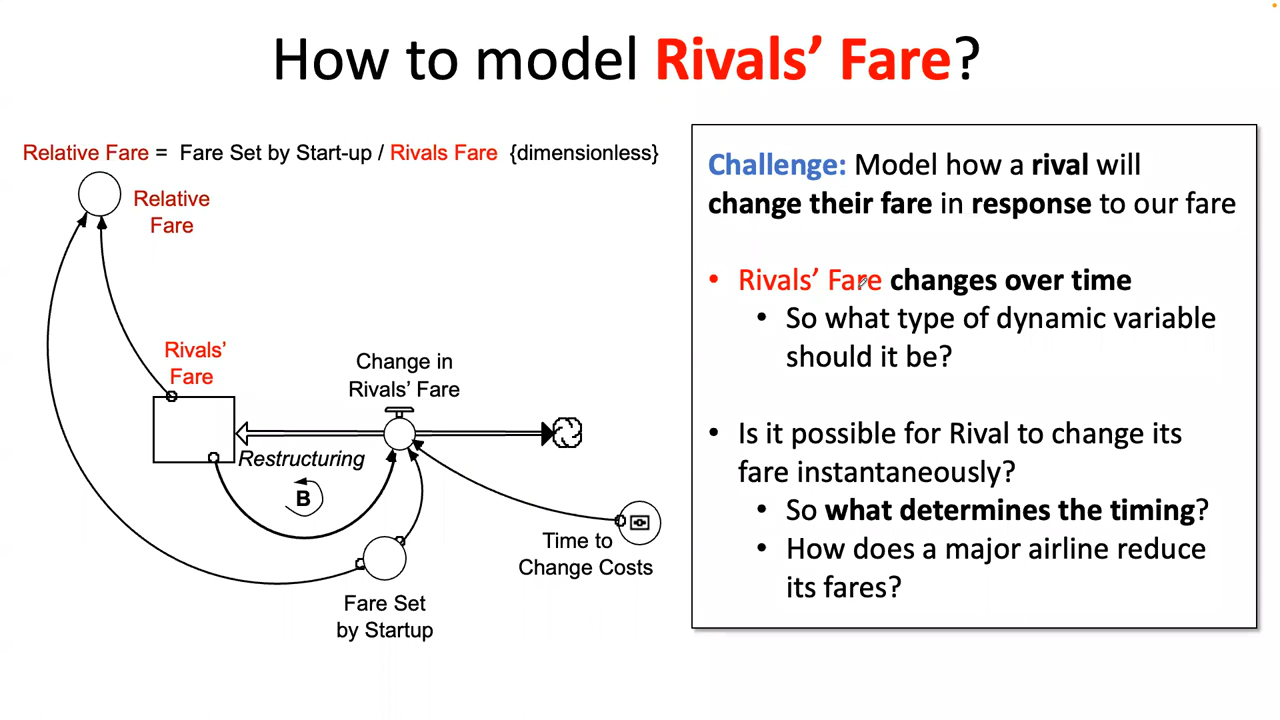 How to model Rivals’ Fare?
Relative Fare = Fare Set by Start-up / Rivals Fare {dimensionless}
Relative
Fare
Rivals’
Fare
Change in
Rivals’ Fare
Restructuring
B
Time to
Change Costs
Fare Set
by Startup
Challenge: Model how a rival will
change their fare in response to our fare
• Rivals’ Fare changes over time
• So what type of dynamic variable
should it be?
• Is it possible for Rival to change its
fare instantaneously?
• So what determines the timing?
• How does a major airline reduce
its fares?